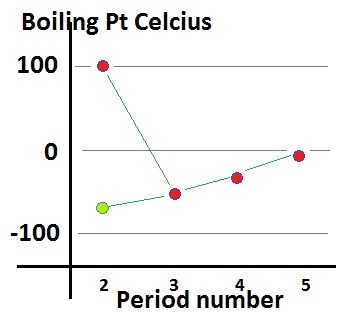 Boiling Pt Celcius
100
0
-100
2 3 4 5
Period number